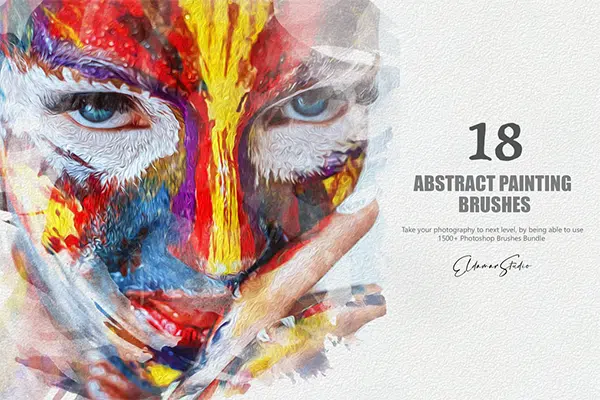 18
ABSTRACT PAINTING
BRUSHES
Take your photography to next level, by being able to use
1500+ Photoshop Brushes Bundle
EldamarStudio